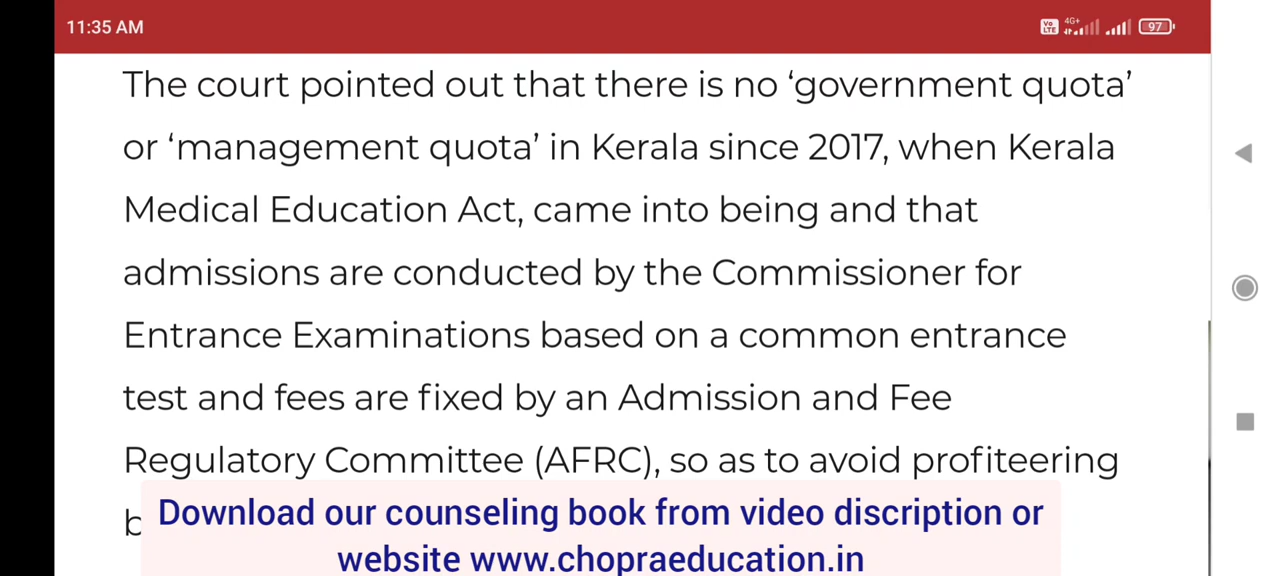 11:35 AM
Vo LTE 4G+ 97
The court pointed out that there is no ‘government quota’
or ‘management quota’ in Kerala since 2017, when Kerala
Medical Education Act, came into being and that
admissions are conducted by the Commissioner for
Entrance Examinations based on a common entrance
test and fees are fixed by an Admission and Fee
Regulatory Committee (AFRC), so as to avoid profiteering
Download our counseling book from video discription or
website www.chopraeducation.in